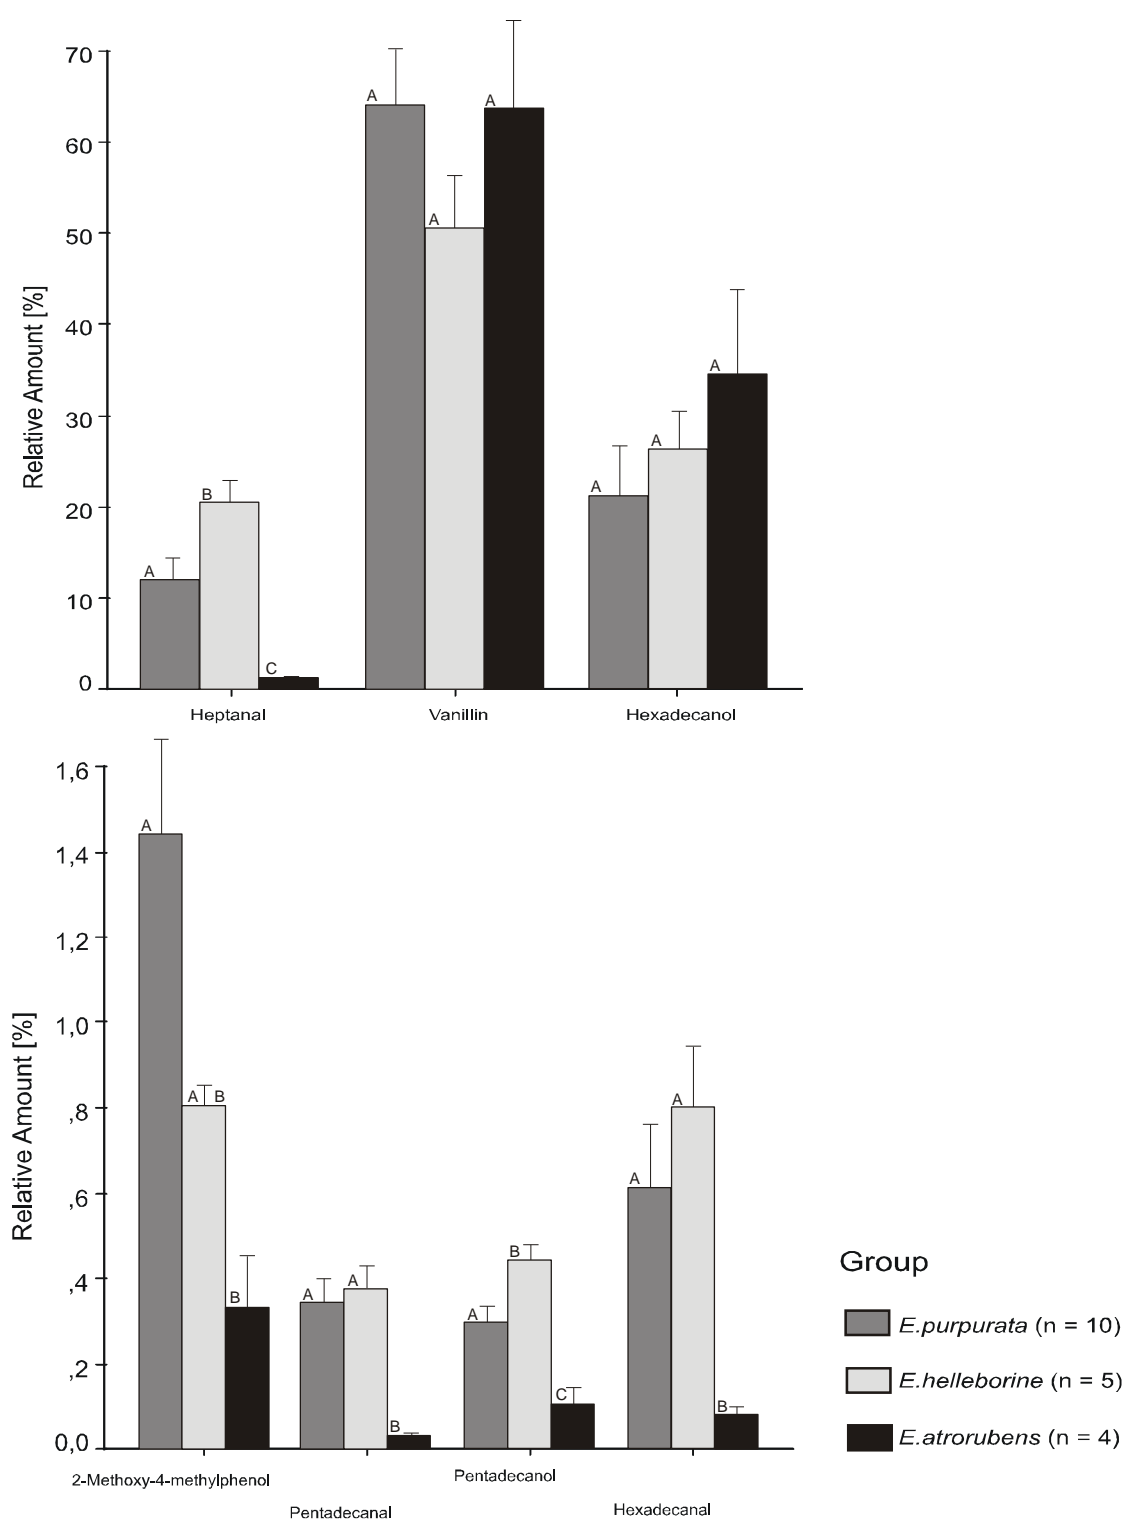 Relative Amount [%]
70
60
50
40
30
20
10
0
A
B
C
A
A
A
A
A
A
Heptanal
Vanillin
Hexadecanol
Relative Amount [%]
1,6
1,4
1,2
1,0
,8
,6
,4
,2
0,0
A
A B
B
A
A
B
A
B
C
A
A
B
2-Methoxy-4-methylphenol
Pentadecanal
Pentadecanol
Hexadecanal
Group
E.purpurata (n = 10)
E.helleborine (n = 5)
E.atrorubens (n = 4)